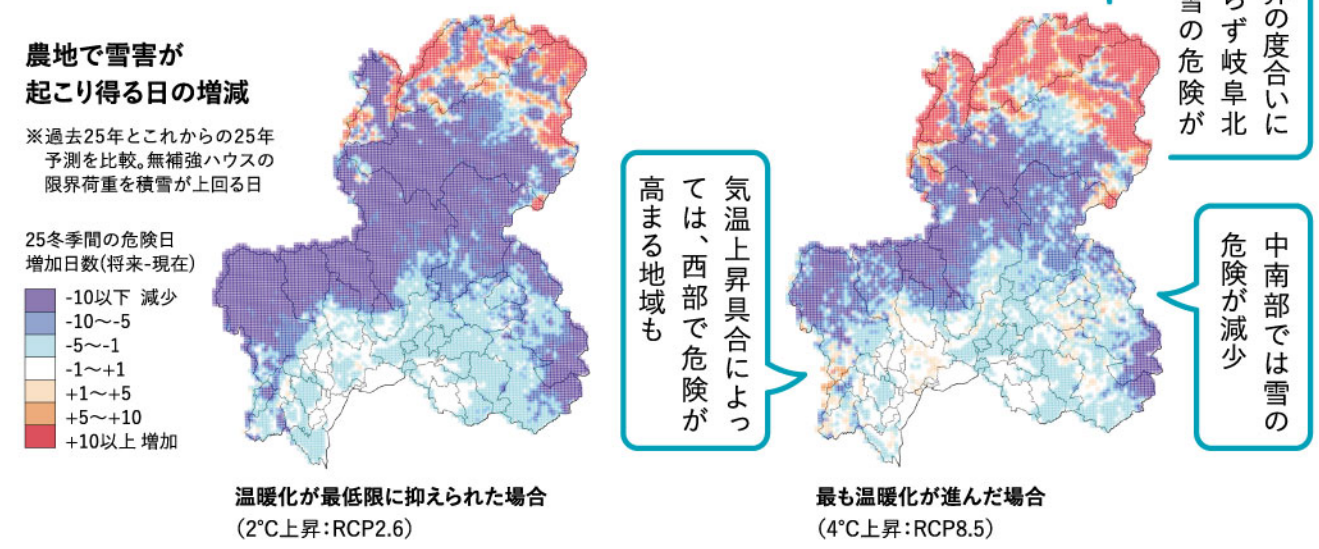 農地で雪害が
起こり得る日の増減
※過去25年とこれからの25年
予測を比較。無補強ハウスの
限界荷重を積雪が上回る日
25冬季間の危険日
増加日数(将来-現在)
-10以下 減少
-10〜-5
-5〜-1
-1〜+1
+1〜+5
+5〜+10
+10以上 増加
温暖化が最低限に抑えられた場合
（2℃上昇：RCP2.6）
気温上昇具合によっ
ては、西部で危険が
高まる地域も
の度合いに
らず岐阜北
雪の危険が
中南部では雪の
危険が減少
最も温暖化が進んだ場合
（4℃上昇：RCP8.5）